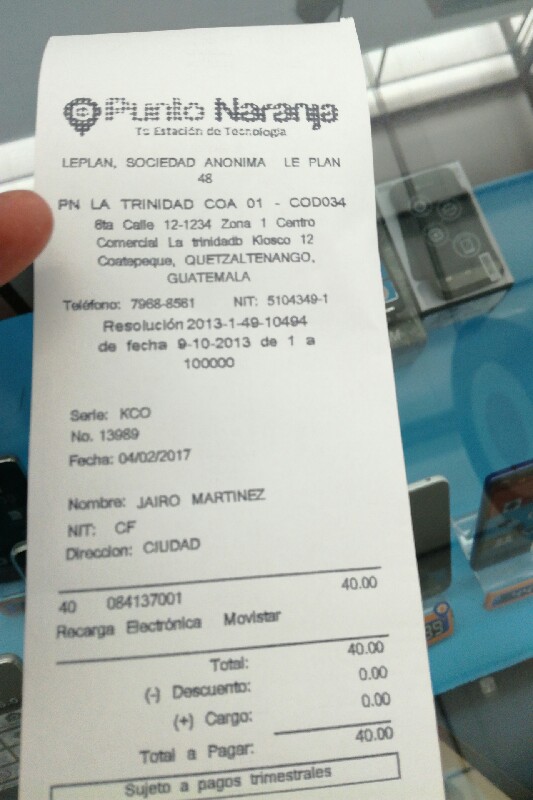 Punto Naranja
Tu Estación de Tecnología
LEPLAN, SOCIEDAD ANONIMA LE PLAN
48
PN LA TRINIDAD COA 01 - COD034
6ta Calle 12-1234 Zona 1 Centro
Comercial La trinidadb Kiosco 12
Coatepeque, QUETZALTENANGO,
GUATEMALA
Teléfono: 7968-8561 NIT: 5104349-1
Resolución 2013-1-49-10494
de fecha 9-10-2013 de 1 a
100000
Serie: KCO
No. 13989
Fecha: 04/02/2017
Nombre: JAIRO MARTINEZ
NIT: CF
Direccion: CIUDAD
40 084137001 40.00
Recarga Electrónica Movistar
Total: 40.00
(-) Descuento: 0.00
(+) Cargo: 0.00
Total a Pagar: 40.00
Sujeto a pagos trimestrales